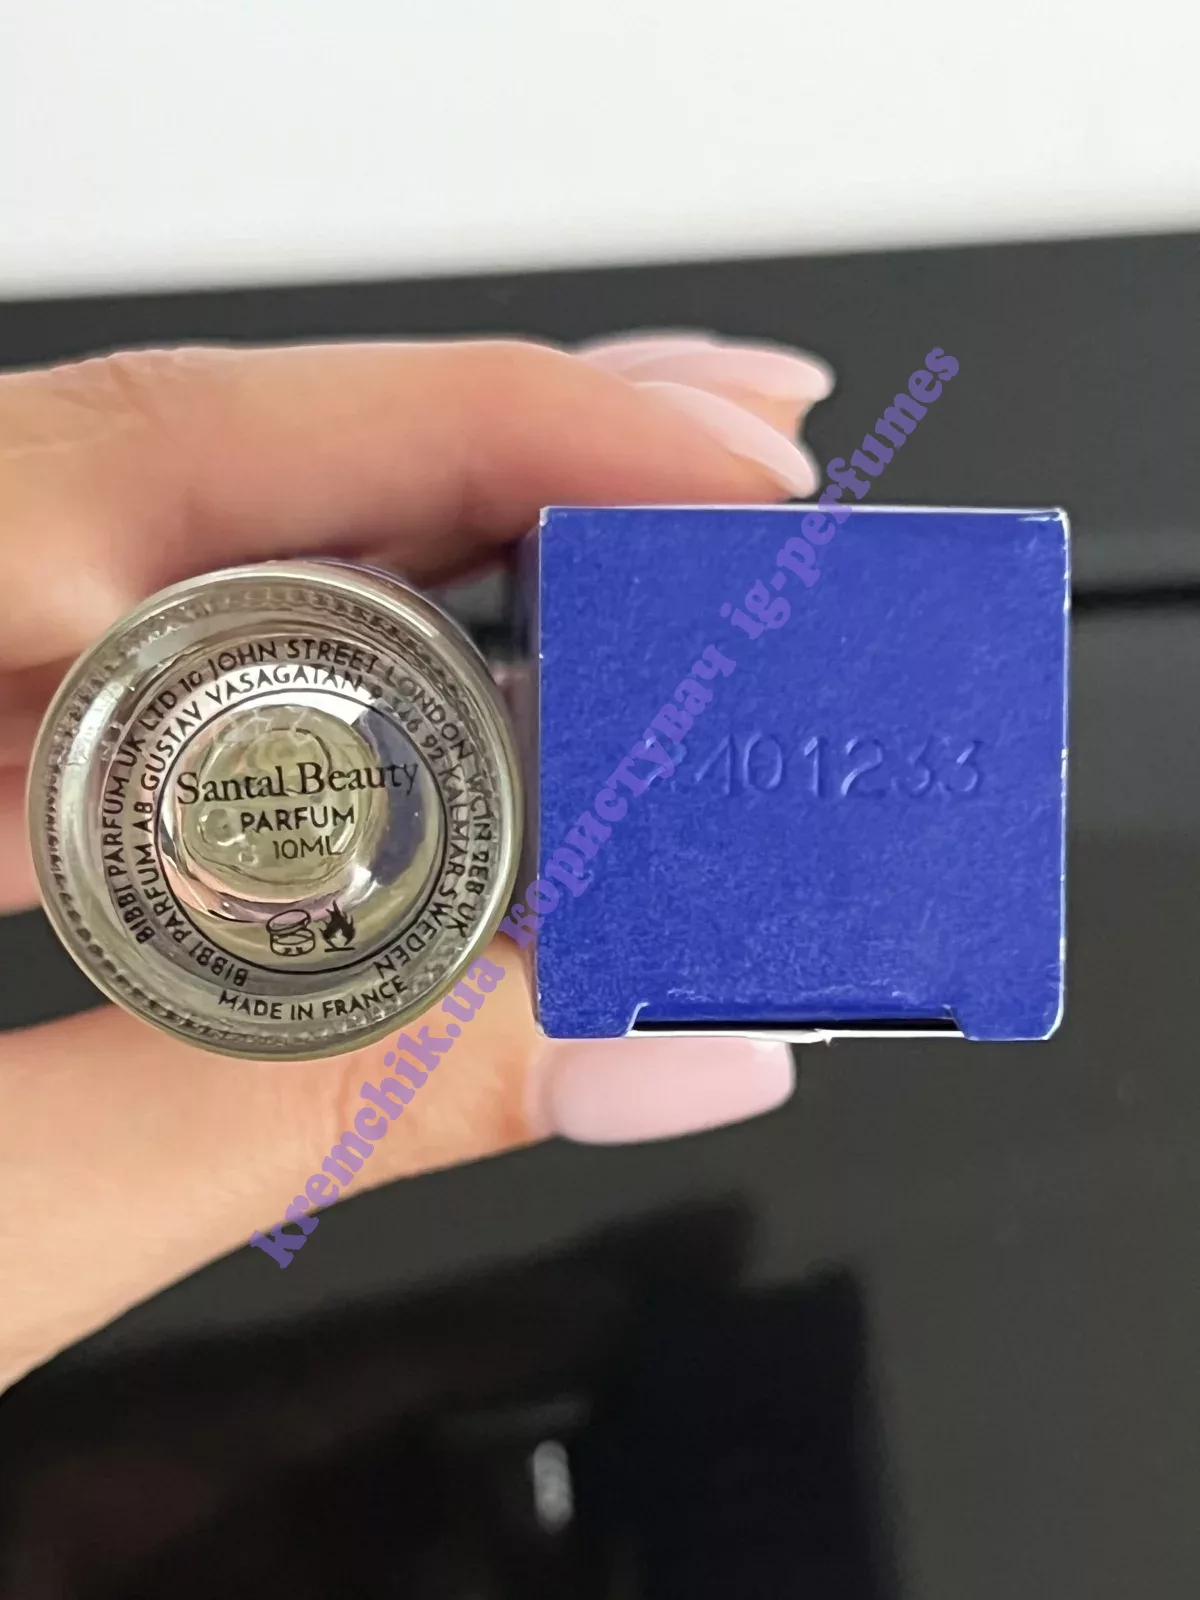 BIBBI PARFUM UK LTD 10 JOHN STREET LONDON WC1N 2EB UK
BIBBI PARFUM AB GUSTAV VASAGATAN 9 KALMAR SWEDEN
Santal Beauty
PARFUM
10ML
MADE IN FRANCE
401233
kremchik.ua користувач ig-perfumes